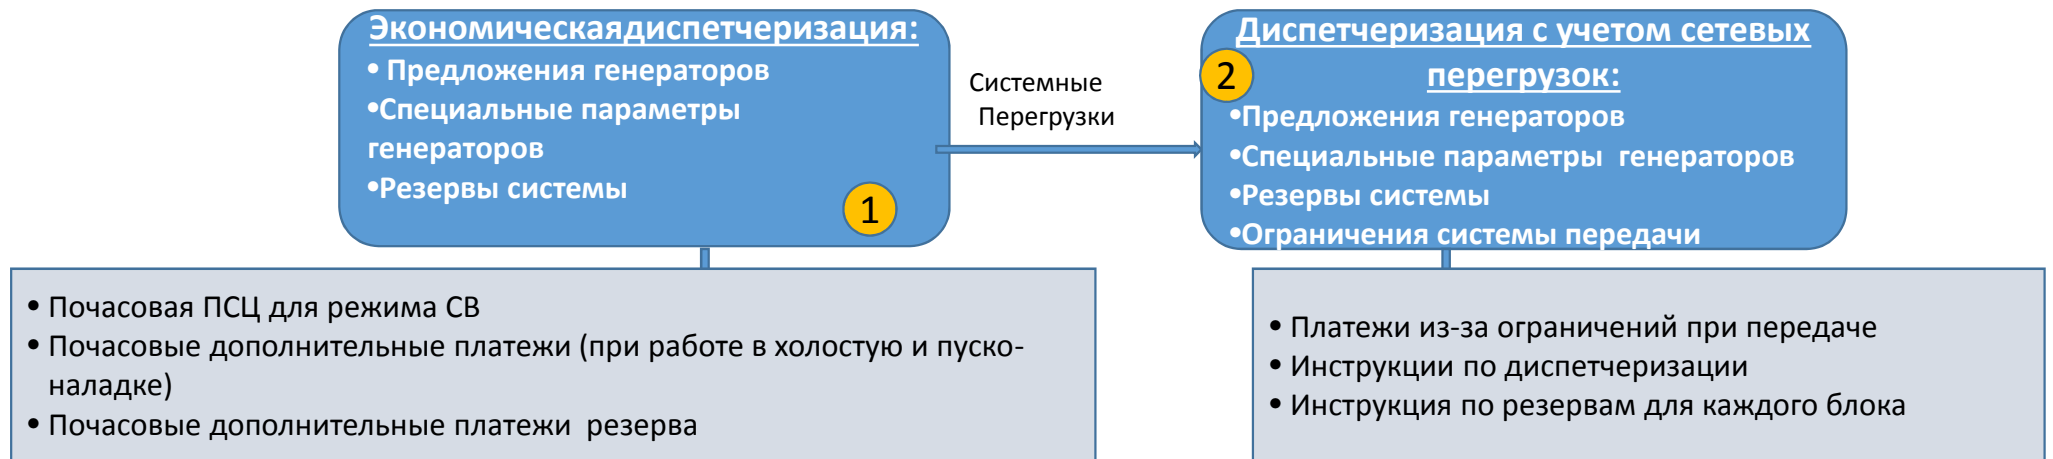 Экономическаядиспетчеризация:
• Предложения генераторов
•Специальные параметры
генераторов
•Резервы системы
1
Системные
Перегрузки
Диспетчеризация с учетом сетевых
перегрузок:
2
•Предложения генераторов
•Специальные параметры генераторов
•Резервы системы
•Ограничения системы передачи
• Почасовая ПСЦ для режима СВ
• Почасовые дополнительные платежи (при работе в холостую и пуско-
наладке)
• Почасовые дополнительные платежи резерва
• Платежи из-за ограничений при передаче
• Инструкции по диспетчеризации
• Инструкция по резервам для каждого блока